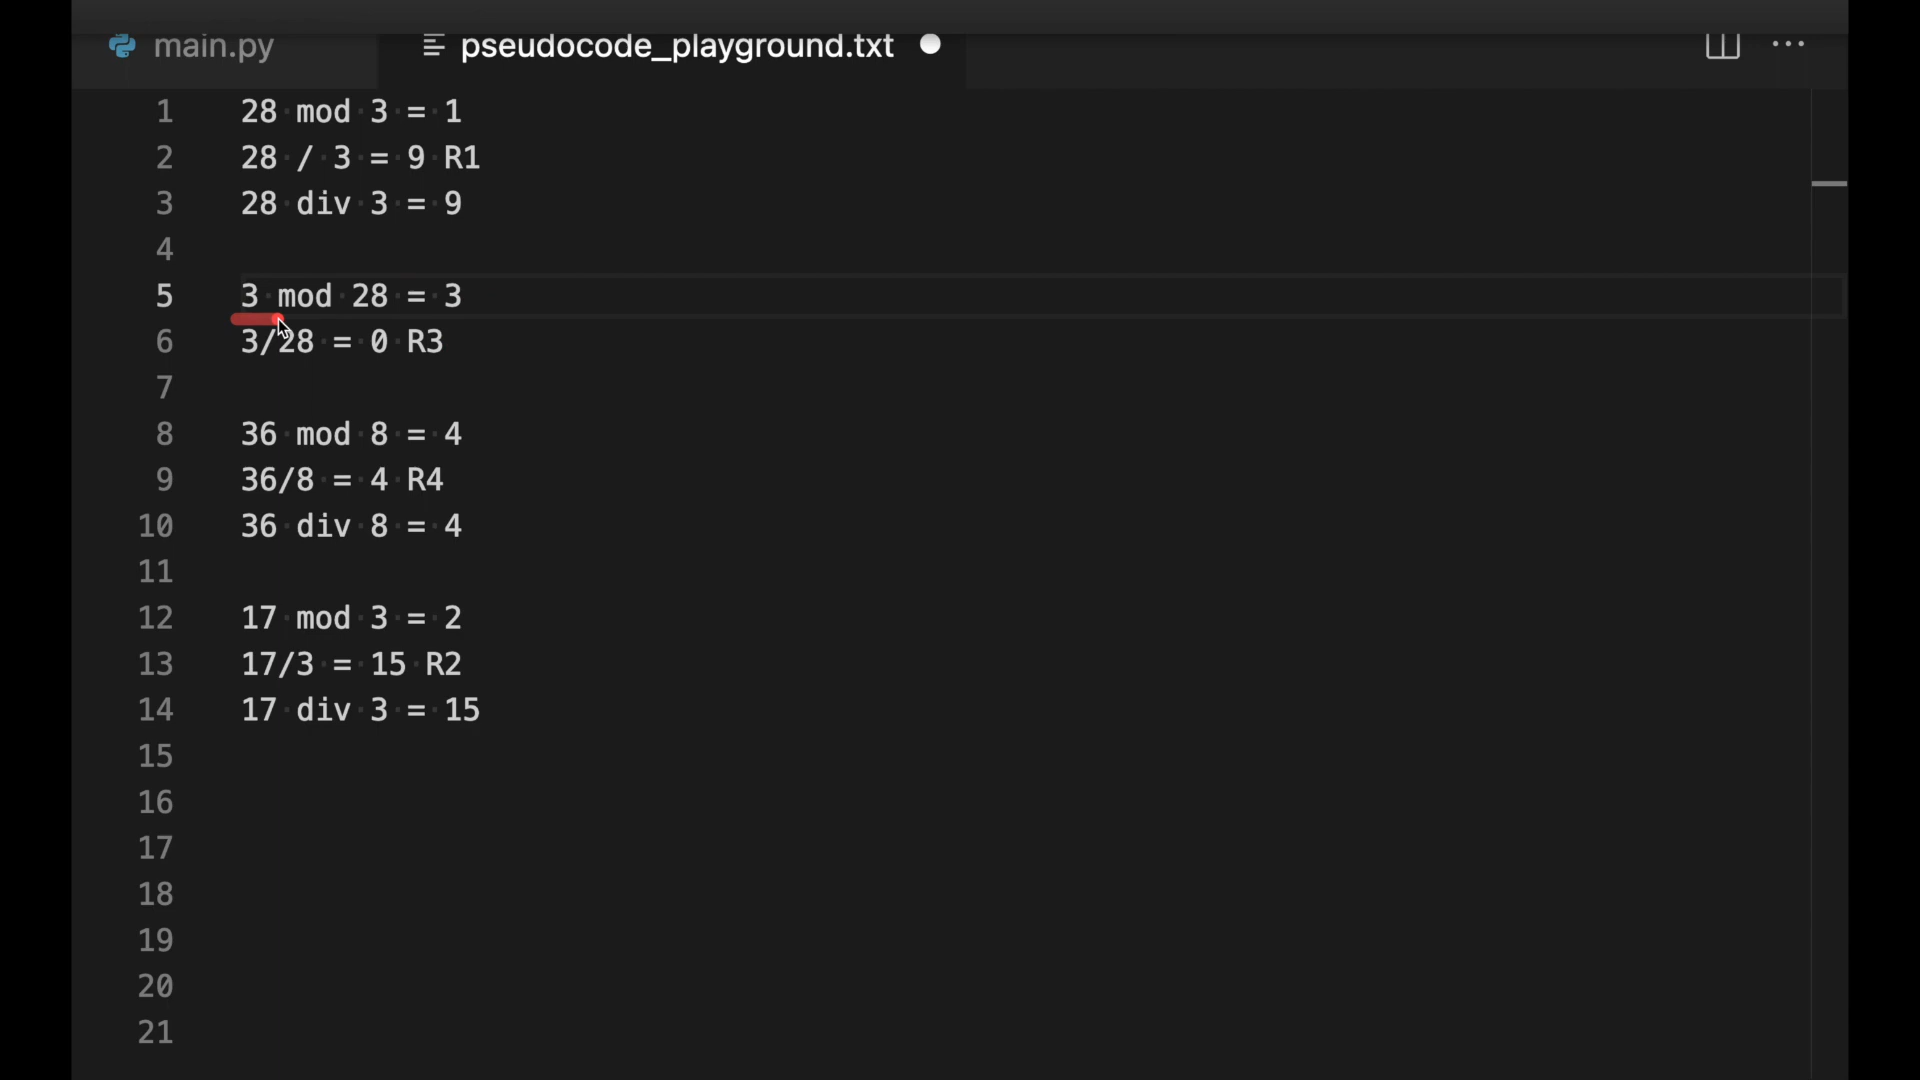 main.py
pseudocode_playground.txt
1 28 mod 3 = 1
2 28 / 3 = 9 R1
3 28 div 3 = 9
4
5 3 mod 28 = 3
6 3/28 = 0 R3
7
8 36 mod 8 = 4
9 36/8 = 4 R4
10 36 div 8 = 4
11
12 17 mod 3 = 2
13 17/3 = 15 R2
14 17 div 3 = 15
15
16
17
18
19
20
21